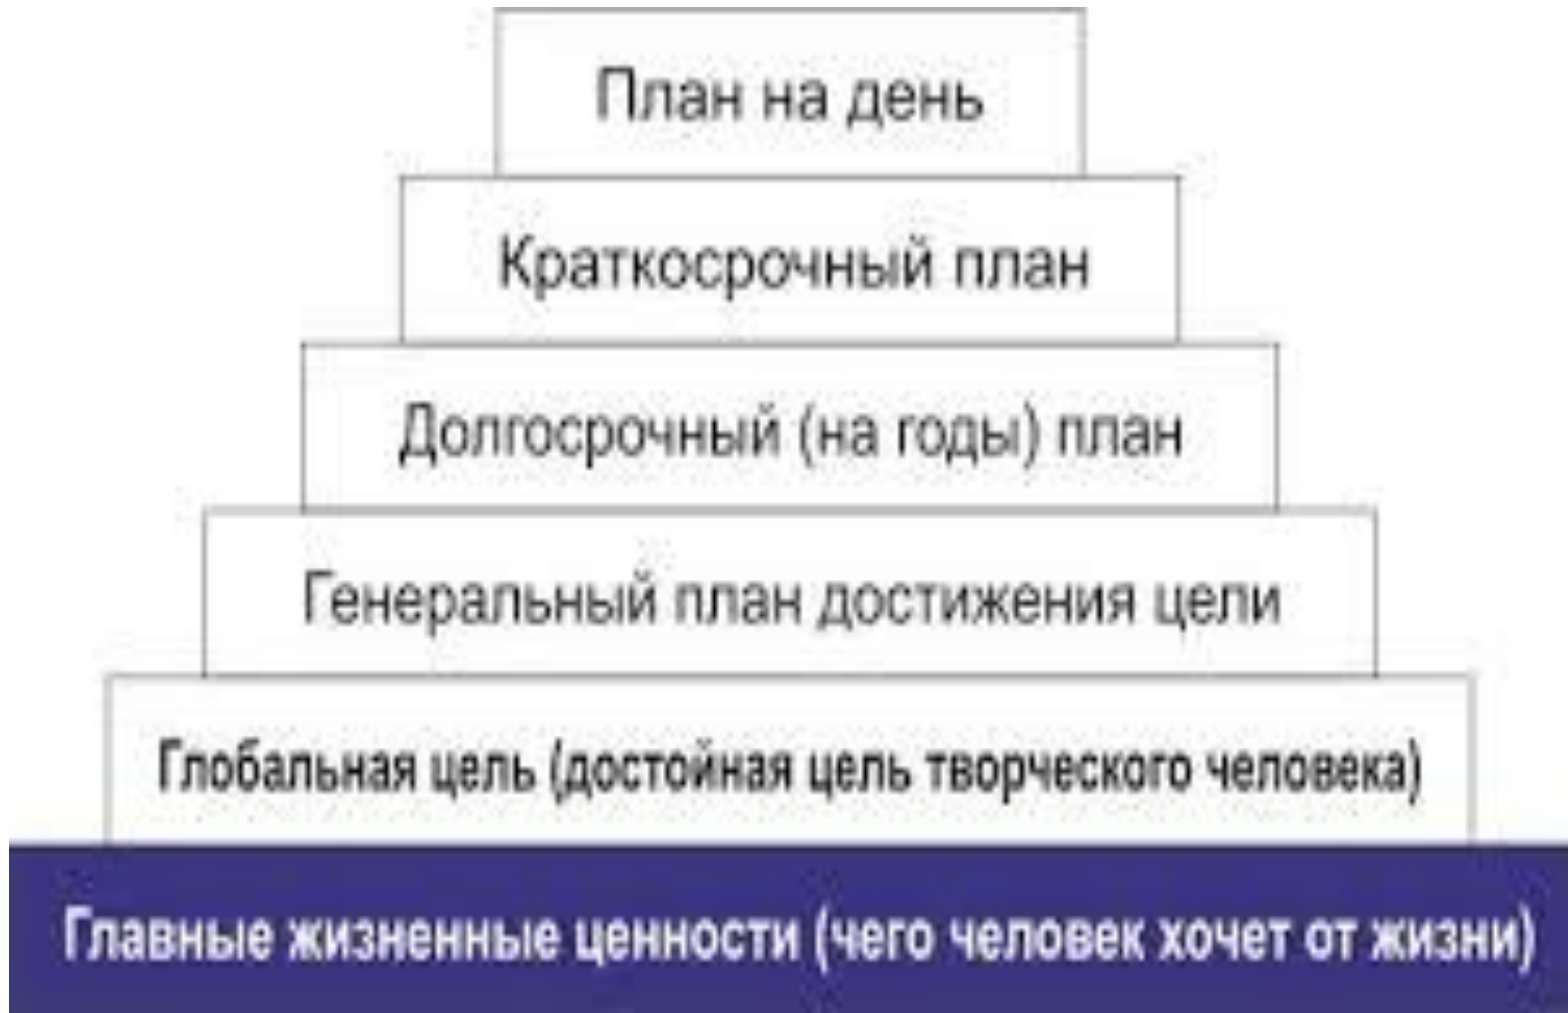 План на день
Краткосрочный план
Долгосрочный (на годы) план
Генеральный план достижения цели
Глобальная цель (достойная цель творческого человека)
Главные жизненные ценности (чего человек хочет от жизни)